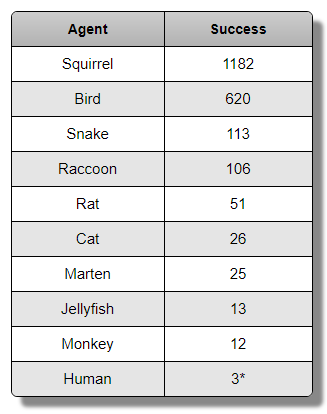 Agent Success
Squirrel 1182
Bird 620
Snake 113
Raccoon 106
Rat 51
Cat 26
Marten 25
Jellyfish 13
Monkey 12
Human 3*